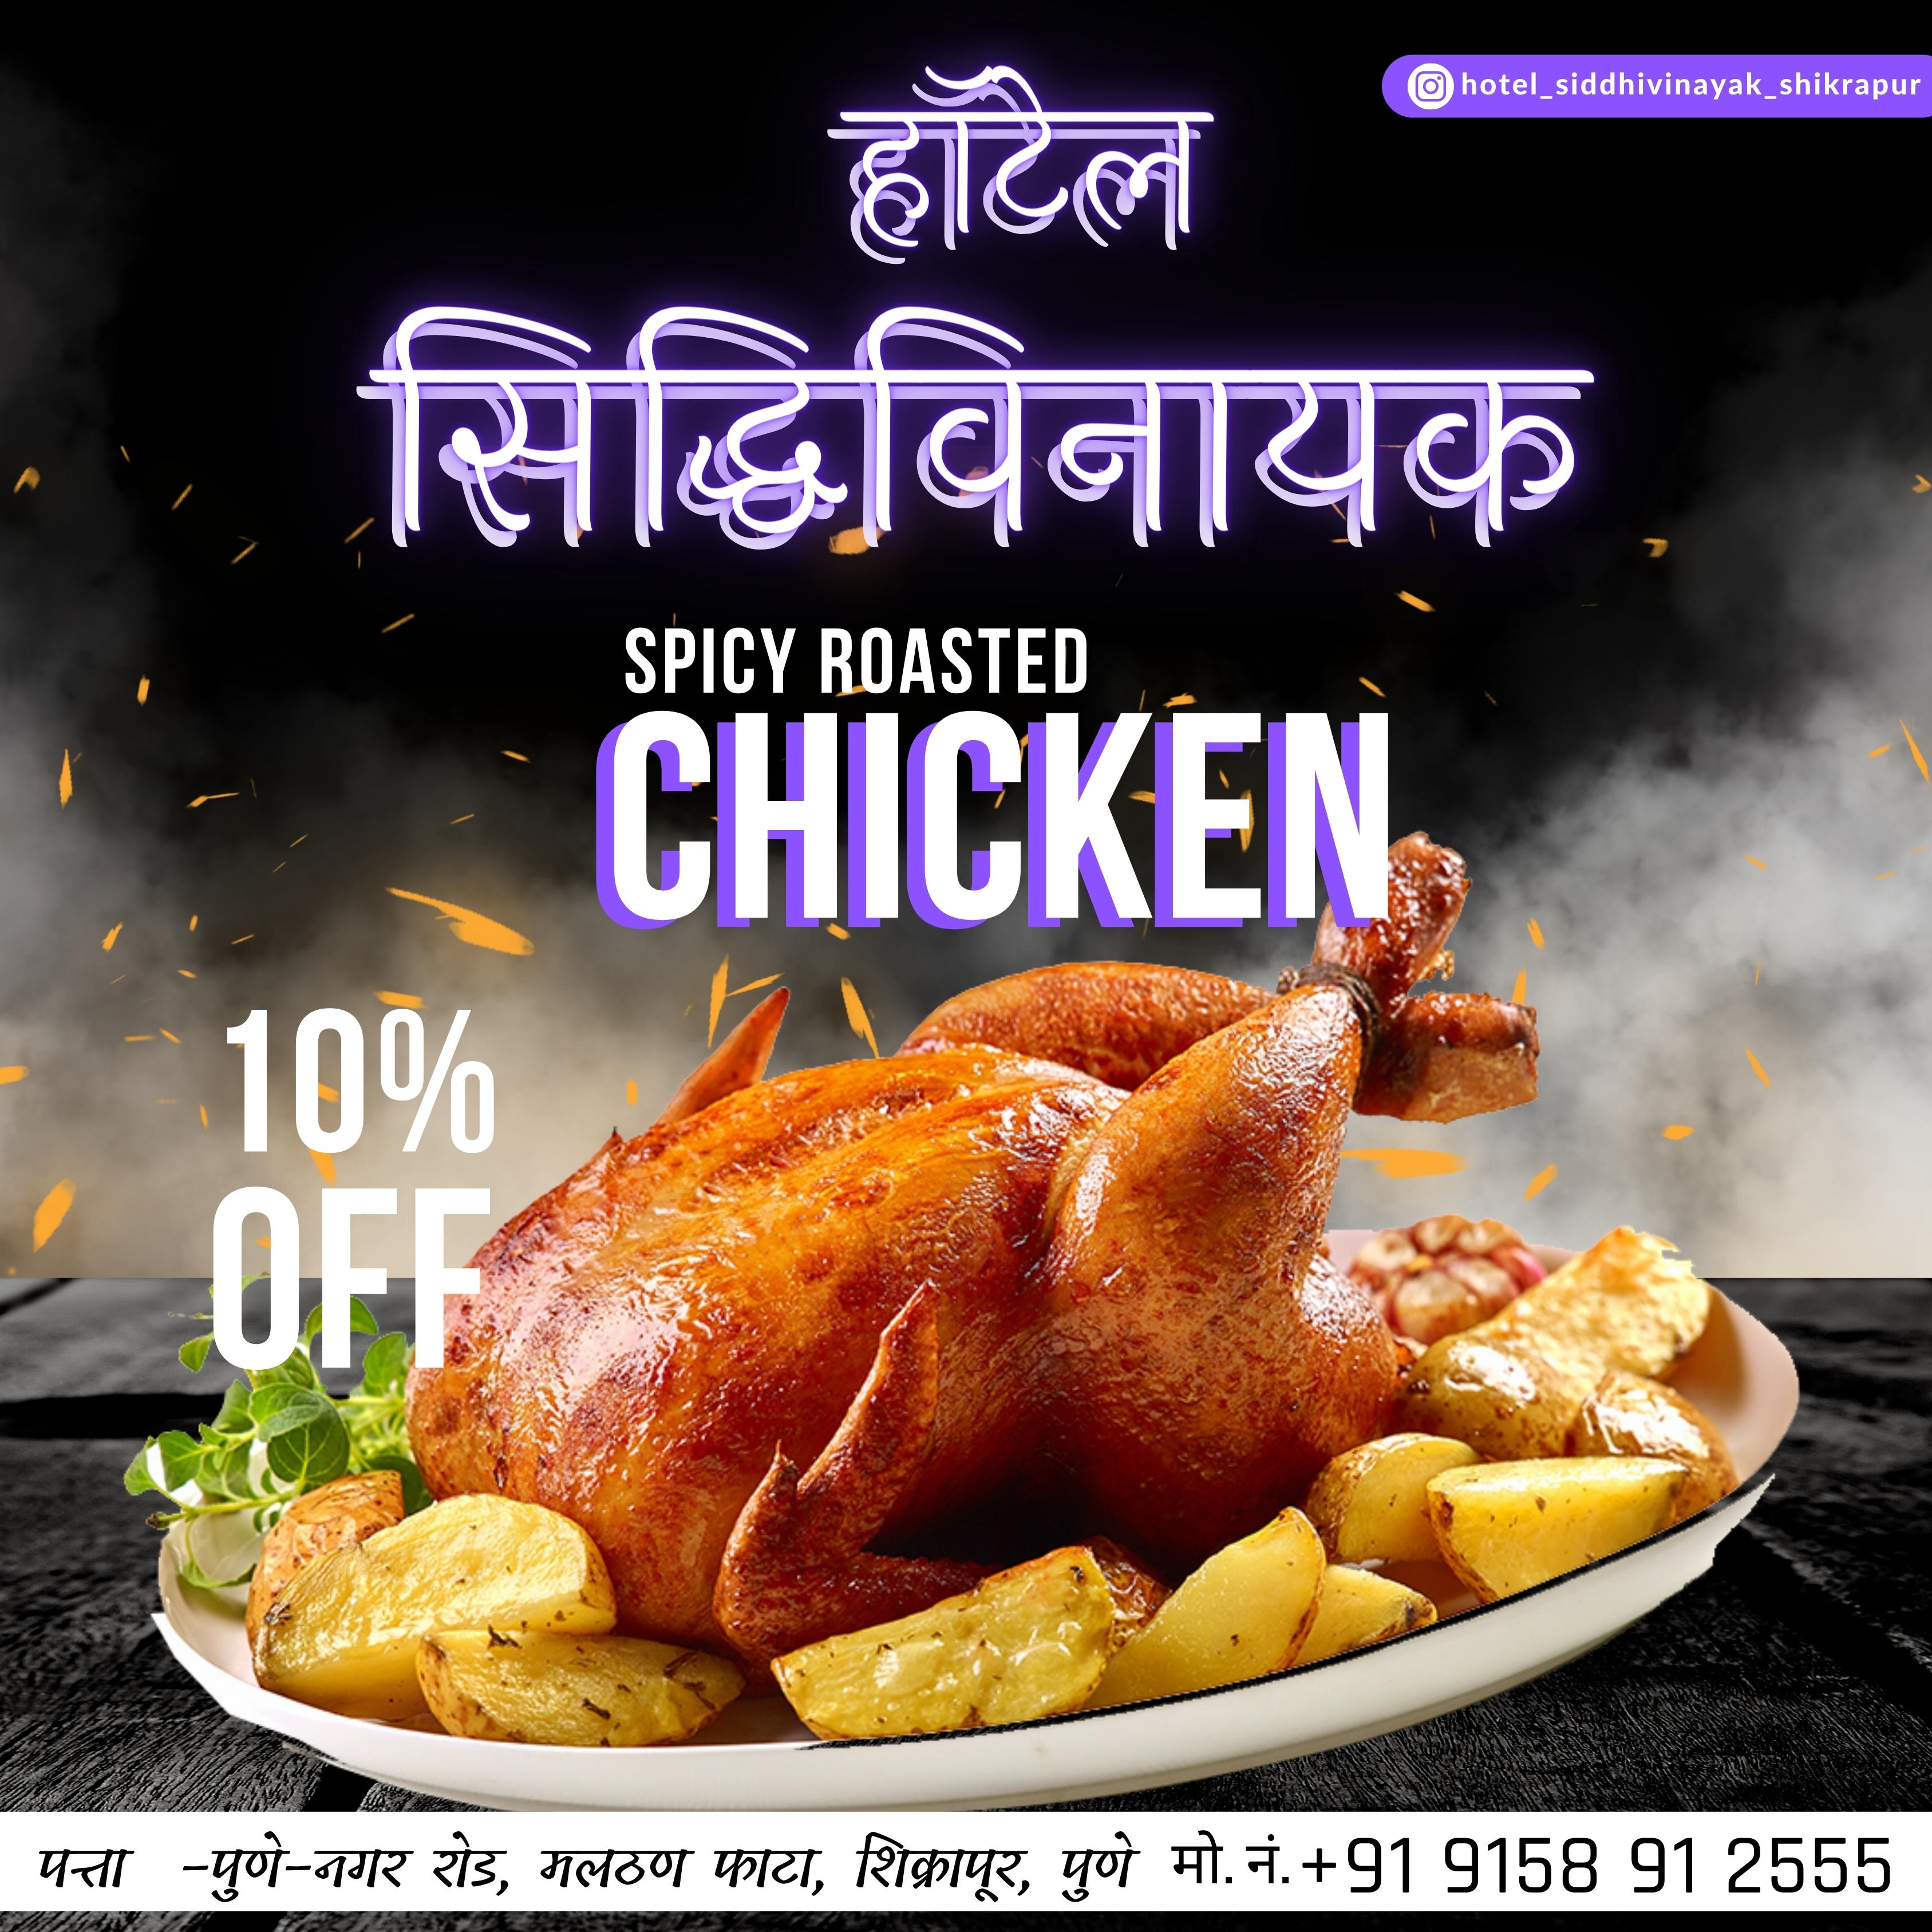 hotel_siddhivinayak_shikrapur
हॉटेल
सिद्धिविनायक
SPICY ROASTED
CHICKEN
10%
OFF
पत्ता -पुणे-नगर रोड, मलठण फाटा, शिक्रापूर, पुणे मो. नं. +91 9158 91 2555